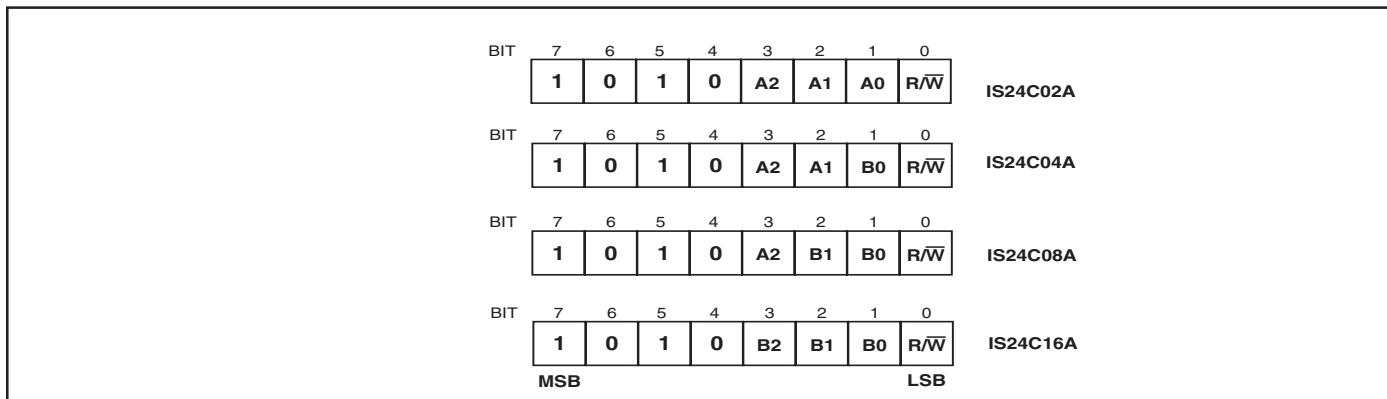 BIT 7 6 5 4 3 2 1 0
1 0 1 0 A2 A1 A0 R/W̅ IS24C02A
BIT 7 6 5 4 3 2 1 0
1 0 1 0 A2 A1 B0 R/W̅ IS24C04A
BIT 7 6 5 4 3 2 1 0
1 0 1 0 A2 B1 B0 R/W̅ IS24C08A
BIT 7 6 5 4 3 2 1 0
1 0 1 0 B2 B1 B0 R/W̅ IS24C16A
MSB LSB